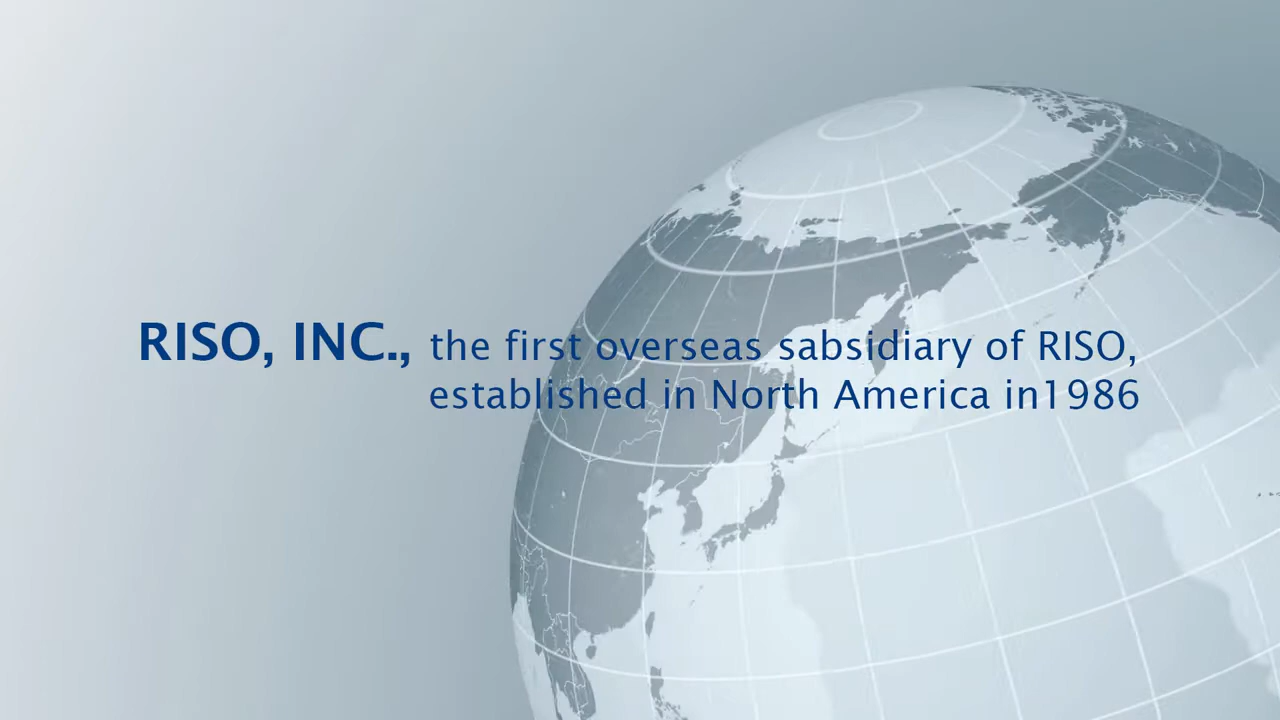 RISO, INC., the first overseas sabsidiary of RISO,
established in North America in1986